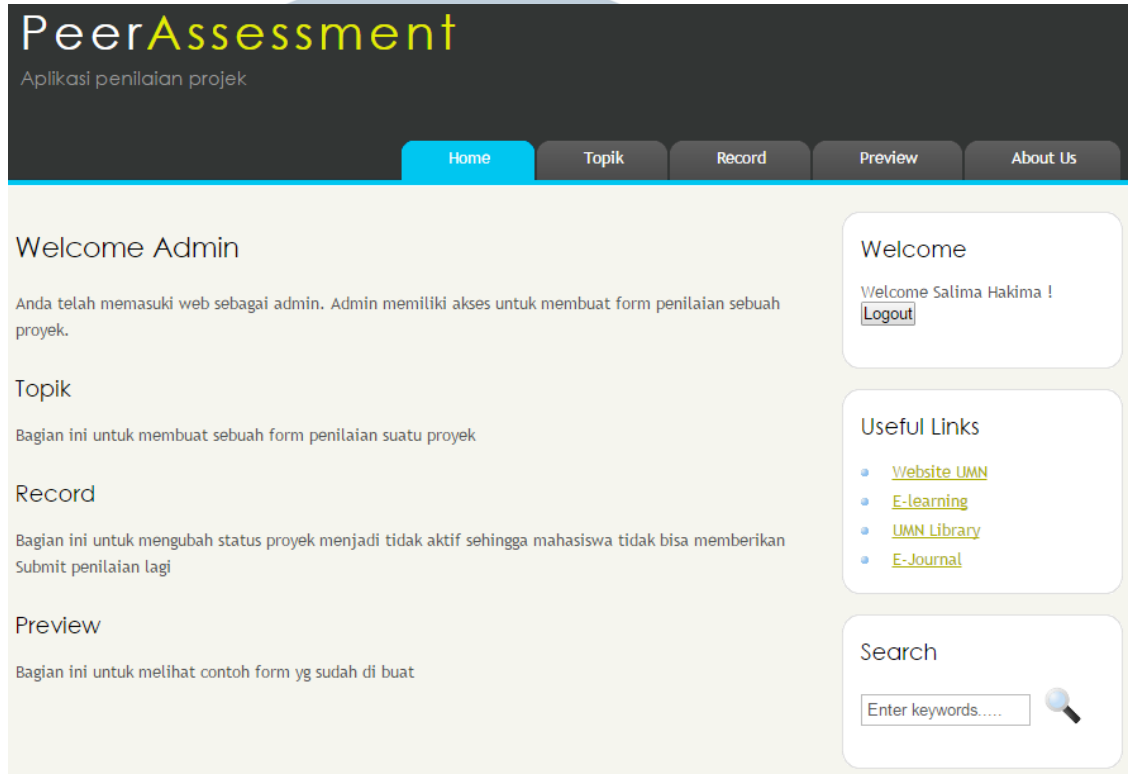 PeerAssessment
Aplikasi penilaian projek
Home Topik Record Preview About Us
Welcome Admin
Anda telah memasuki web sebagai admin. Admin memiliki akses untuk membuat form penilaian sebuah
proyek.
Topik
Bagian ini untuk membuat sebuah form penilaian suatu proyek
Record
Bagian ini untuk mengubah status proyek menjadi tidak aktif sehingga mahasiswa tidak bisa memberikan
Submit penilaian lagi
Preview
Bagian ini untuk melihat contoh form yg sudah di buat
Welcome
Welcome Salima Hakima !
Logout
Useful Links
Website UMN
E-learning
UMN Library
E-Journal
Search
Enter keywords.....